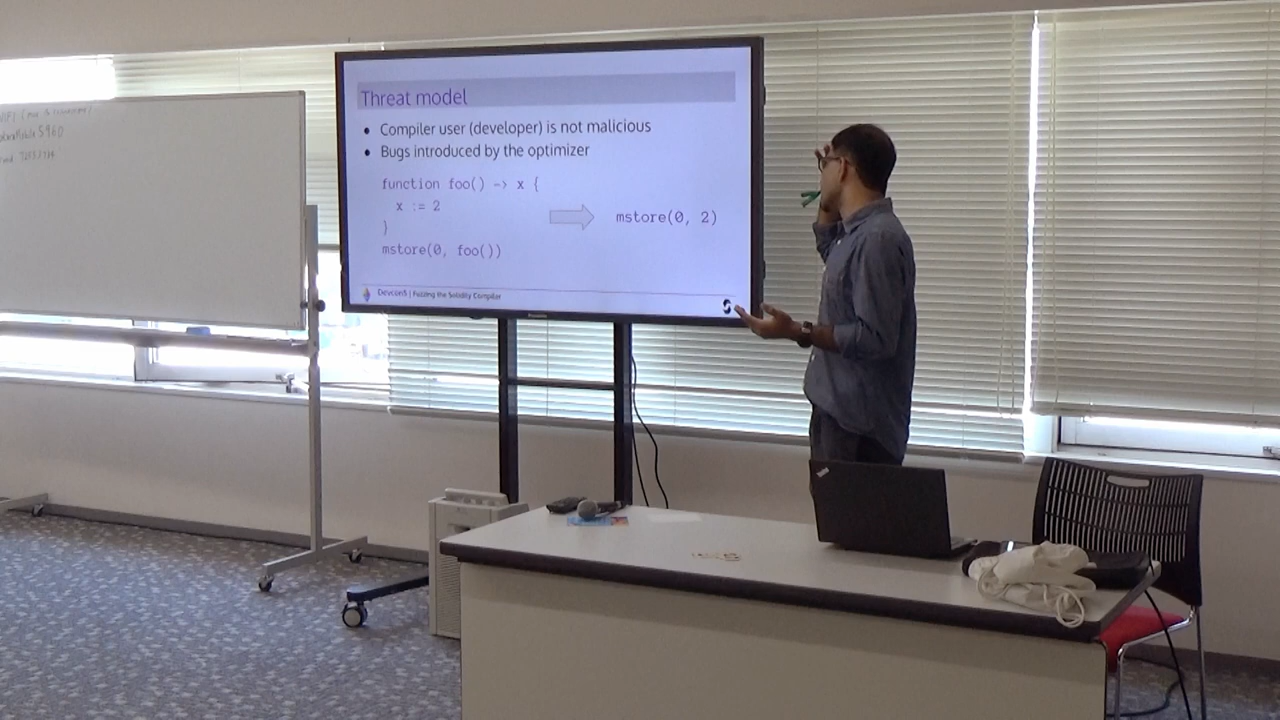 Threat model
• Compiler user (developer) is not malicious
• Bugs introduced by the optimizer
function foo() -> x {
x := 2
}
mstore(0, foo())
mstore(0, 2)
Devcon5 | Fuzzing the Solidity Compiler